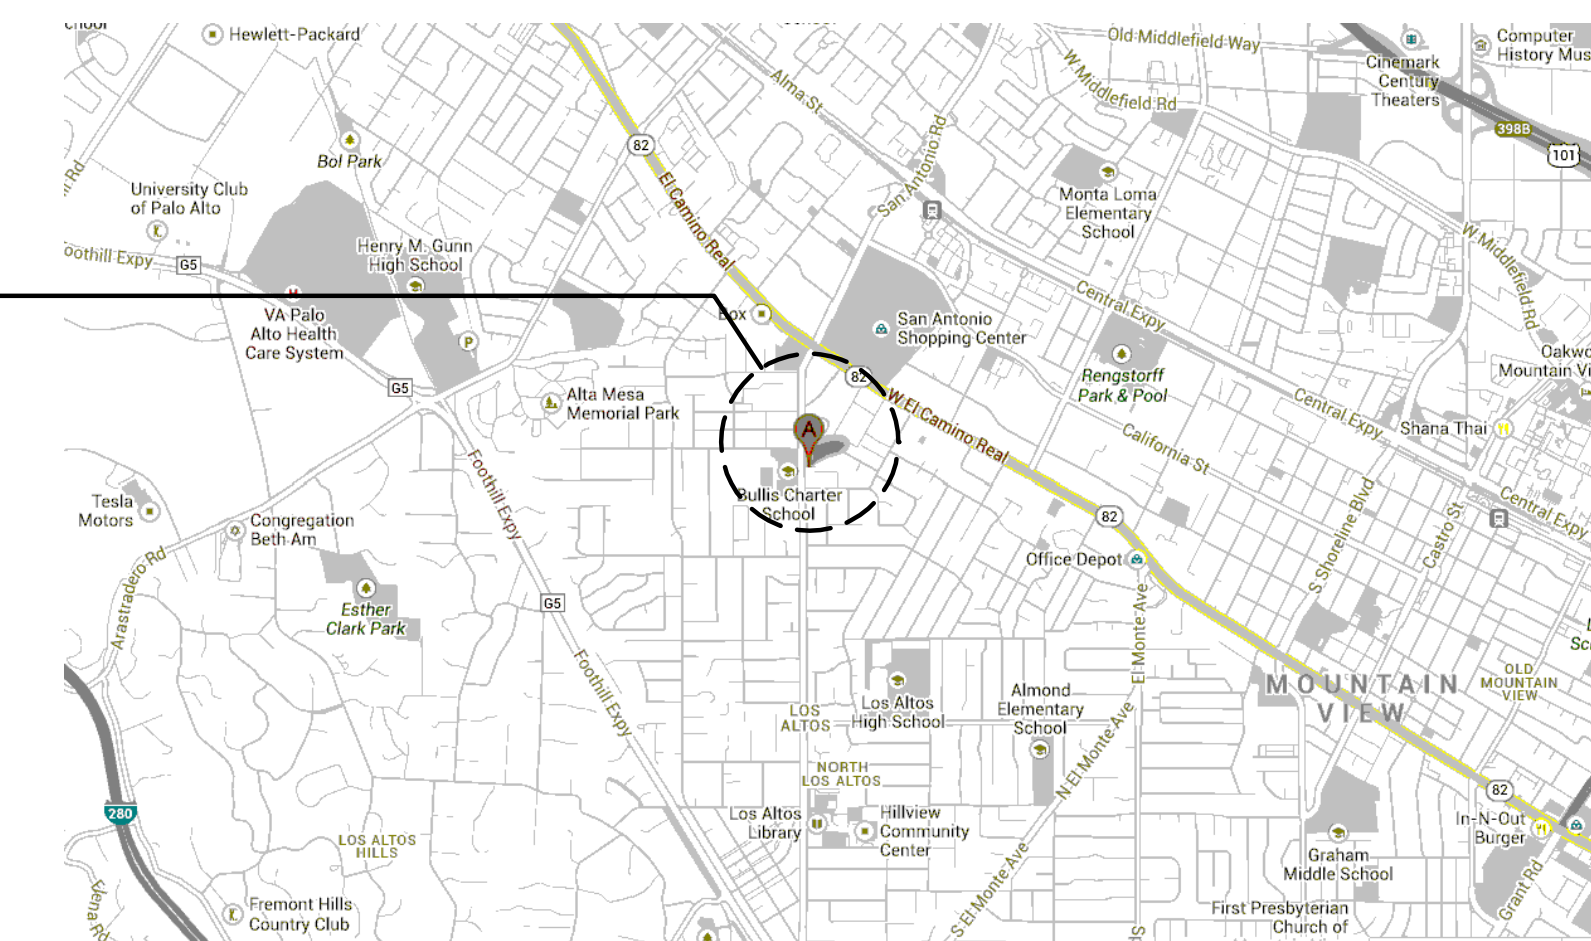 Hewlett-Packard
Old Middlefield Way
Computer
History Mus
Cinemark
Century
Theaters
W Middlefield Rd
Alma St
398B
101
82
Bol Park
San Antonio Rd
El Camino Real
University Club
of Palo Alto
Monta Loma
Elementary
School
W Middlefield Rd
oothill Expy
G5
Henry M. Gunn
High School
VA Palo
Alto Health
Care System
P
Box
San Antonio
Shopping Center
Central Expy
Oakwo
Mountain Vi
Rengstorff
Park & Pool
G5
Alta Mesa
Memorial Park
82
W El Camino Real
Central Expy
Shana Thai
A
California St
Foothill Expy
Bullis Charter
School
Tesla
Motors
Congregation
Beth Am
82
S Shoreline Blvd
Castro St
Central Expy
Office Depot
Arastradero Rd
Esther
Clark Park
G5
El Monte Ave
Foothill Expy
MOUNTAIN
VIEW
OLD
MOUNTAIN
VIEW
LOS
ALTOS
Los Altos
High School
Almond
Elementary
School
N El Monte Ave
NORTH
LOS ALTOS
280
82
In-N-Out
Burger
Los Altos
Library
Hillview
Community
Center
LOS ALTOS
HILLS
Graham
Middle School
S El Monte Ave
Grant Rd
Elena Rd
Fremont Hills
Country Club
First Presbyterian
Church of